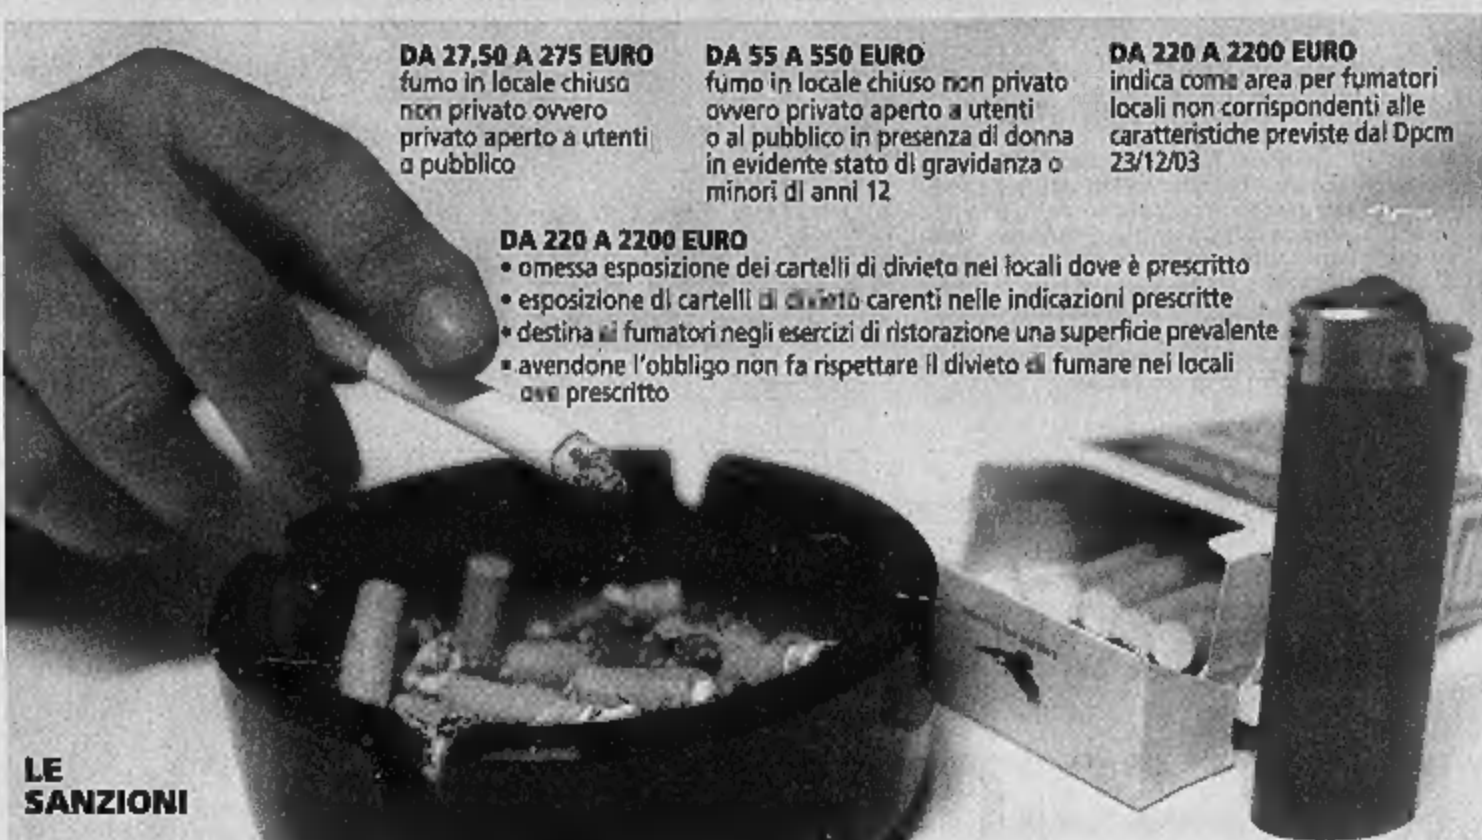 DA 27,50 A 275 EURO
fumo in locale chiuso
non privato ovvero
privato aperto a utenti
o pubblico
DA 55 A 550 EURO
fumo in locale chiuso non privato
ovvero privato aperto a utenti
o al pubblico in presenza di donna
in evidente stato di gravidanza o
minori di anni 12
DA 220 A 2200 EURO
indica come area per fumatori
locali non corrispondenti alle
caratteristiche previste dal Dpcm
23/12/03
DA 220 A 2200 EURO
• omessa esposizione dei cartelli di divieto nei locali dove è prescritto
• esposizione di cartelli di divieto carenti nelle indicazioni prescritte
• destina ai fumatori negli esercizi di ristorazione una superficie prevalente
• avendone l'obbligo non fa rispettare il divieto di fumare nei locali
ove prescritto
LE
SANZIONI